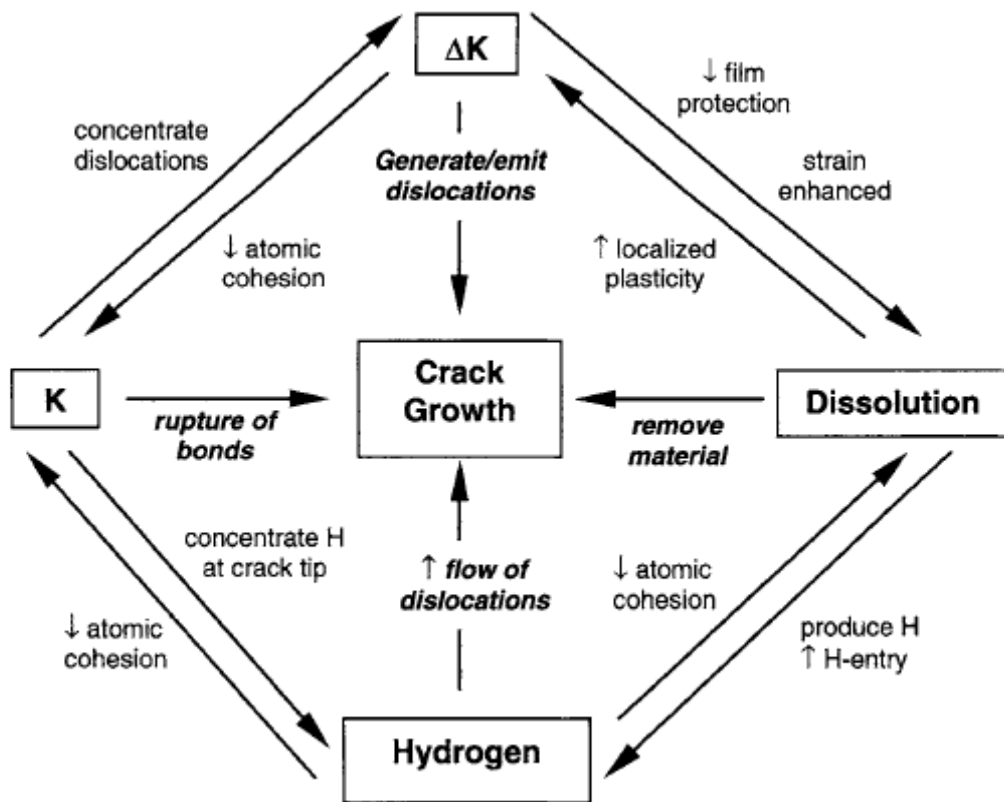 ΔK
↓ film
protection
concentrate
dislocations
Generate/emit
dislocations
strain
enhanced
↓ atomic
cohesion
↑ localized
plasticity
K
rupture of
bonds
Crack
Growth
remove
material
Dissolution
concentrate H
at crack tip
↑ flow of
dislocations
↓ atomic
cohesion
↓ atomic
cohesion
produce H
↑ H-entry
Hydrogen